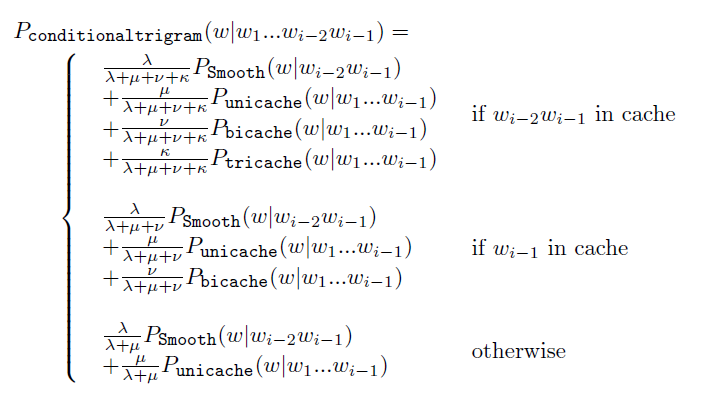 P_conditionaltrigram(w|w_1...w_{i−2}w_{i−1}) =
λ/(λ+μ+ν+κ) P_Smooth(w|w_{i−2}w_{i−1})
+ μ/(λ+μ+ν+κ) P_unicache(w|w_1...w_{i−1})
if w_{i−2}w_{i−1} in cache
+ ν/(λ+μ+ν+κ) P_bicache(w|w_1...w_{i−1})
+ κ/(λ+μ+ν+κ) P_tricache(w|w_1...w_{i−1})
λ/(λ+μ+ν) P_Smooth(w|w_{i−2}w_{i−1})
+ μ/(λ+μ+ν) P_unicache(w|w_1...w_{i−1})
if w_{i−1} in cache
+ ν/(λ+μ+ν) P_bicache(w|w_1...w_{i−1})
λ/(λ+μ) P_Smooth(w|w_{i−2}w_{i−1})
otherwise
+ μ/(λ+μ) P_unicache(w|w_1...w_{i−1})